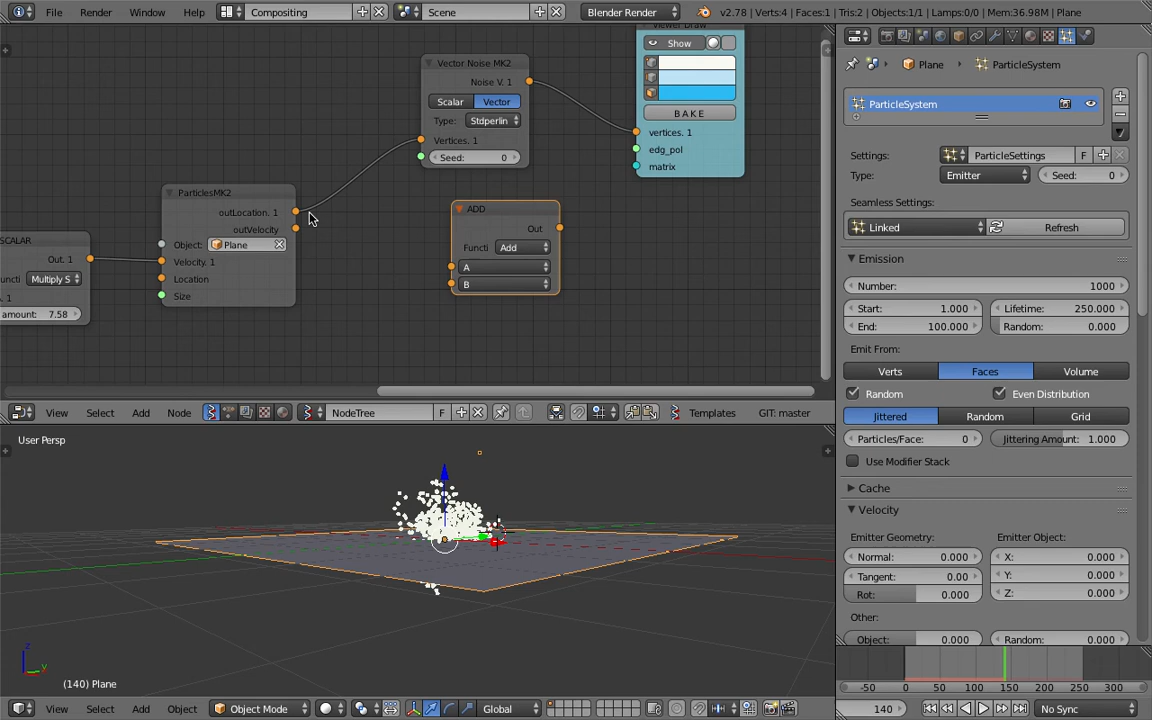 File Render Window Help Compositing Scene Blender Render v2.78 | Verts:4 | Faces:1 | Tris:2 | Objects:1/1 | Lamps:0/0 | Mem:36.98M | Plane
Show
BAKE
vertices. 1
edg_pol
matrix
Vector Noise MK2
Noise V. 1
Scalar Vector
Type: Stdperlin
Vertices. 1
Seed: 0
ParticlesMK2
outLocation. 1
outVelocity
Object: Plane
Velocity. 1
Location
Size
SCALAR
Out. 1
uncti Multiply S
. 1
amount: 7.58
ADD
Out
Functi Add
A
B
View Select Add Node NodeTree F Templates GIT: master
User Persp
(140) Plane
z
y
View Select Add Object Object Mode Global
Plane ParticleSystem
ParticleSystem
Settings: ParticleSettings F
Type: Emitter Seed: 0
Seamless Settings:
Linked Refresh
Emission
Number: 1000
Start: 1.000 Lifetime: 250.000
End: 100.000 Random: 0.000
Emit From:
Verts Faces Volume
Random Even Distribution
Jittered Random Grid
Particles/Face: 0 Jittering Amount: 1.000
Use Modifier Stack
Cache
Velocity
Emitter Geometry: Emitter Object:
Normal: 0.000 X: 0.000
Tangent: 0.00 Y: 0.000
Rot: 0.000 Z: 0.000
Other:
Object: 0.000 Random: 0.000
-50 0 50 100 150 200 250 300
140 No Sync